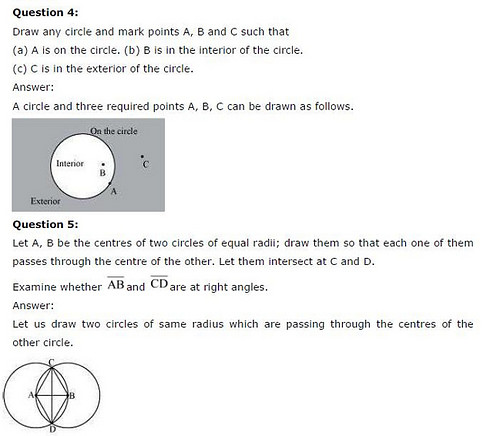 Question 4:
Draw any circle and mark points A, B and C such that
(a) A is on the circle. (b) B is in the interior of the circle.
(c) C is in the exterior of the circle.
Answer:
A circle and three required points A, B, C can be drawn as follows.
On the circle
Interior
B
C
A
Exterior
Question 5:
Let A, B be the centres of two circles of equal radii; draw them so that each one of them
passes through the centre of the other. Let them intersect at C and D.
Examine whether AB and CD are at right angles.
Answer:
Let us draw two circles of same radius which are passing through the centres of the
other circle.
C
A
B
D